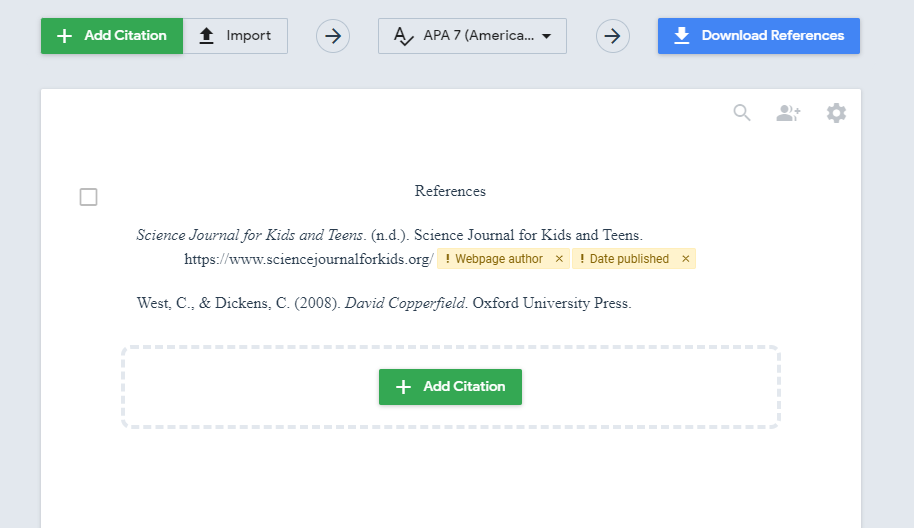 Add Citation Import APA 7 (America... Download References
References
Science Journal for Kids and Teens. (n.d.). Science Journal for Kids and Teens.
https://www.sciencejournalforkids.org/ ! Webpage author × ! Date published ×
West, C., & Dickens, C. (2008). David Copperfield. Oxford University Press.
Add Citation